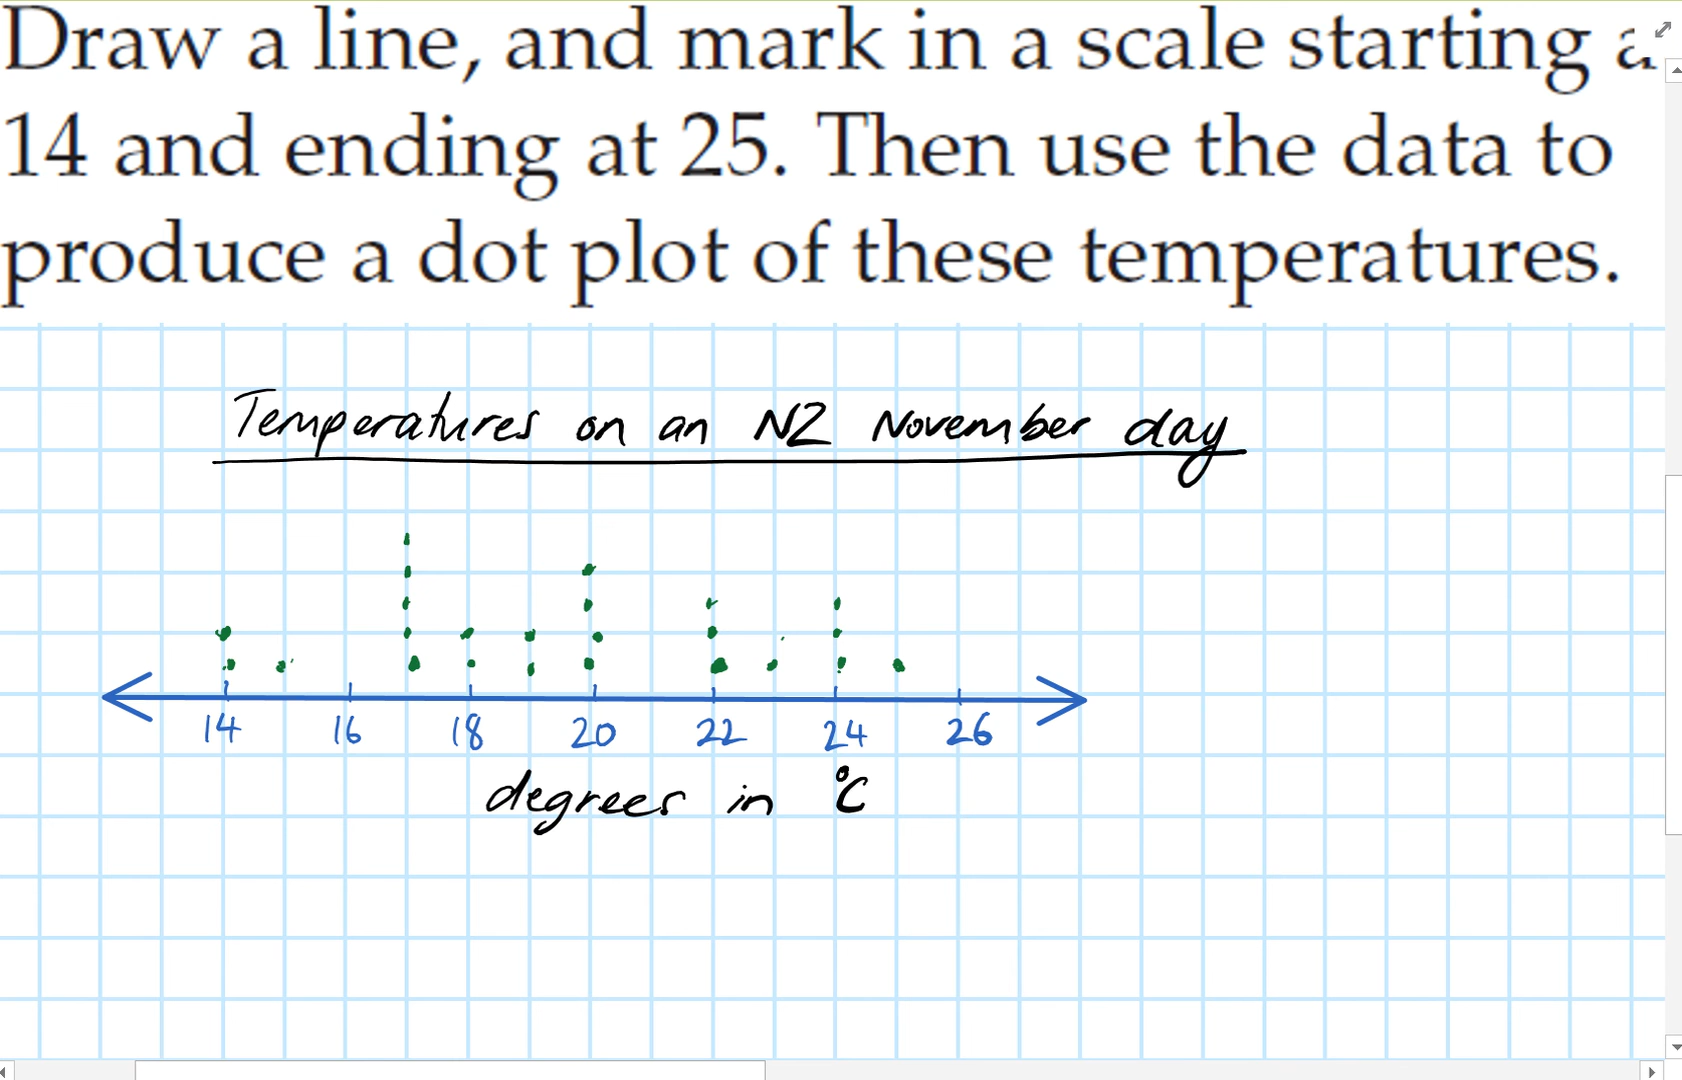 Draw a line, and mark in a scale starting
14 and ending at 25. Then use the data to
produce a dot plot of these temperatures.
Temperatures on an NZ November day
14 16 18 20 22 24 26
degrees in °C